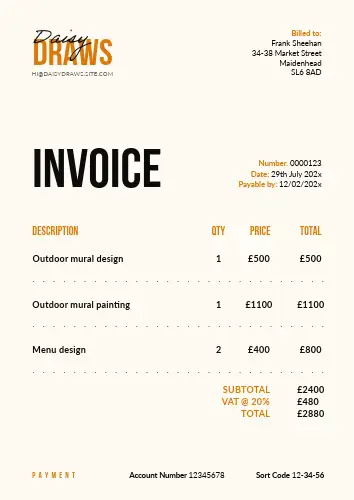 Daisy
DRAWS
HI@DAISYDRAWS.SITE.COM
Billed to:
Frank Sheehan
34-38 Market Street
Maidenhead
SL6 8AD
INVOICE
Number: 0000123
Date: 29th July 202x
Payable by: 12/02/202x
DESCRIPTION QTY PRICE TOTAL
Outdoor mural design 1 £500 £500
Outdoor mural painting 1 £1100 £1100
Menu design 2 £400 £800
SUBTOTAL £2400
VAT @ 20% £480
TOTAL £2880
PAYMENT Account Number 12345678 Sort Code 12-34-56